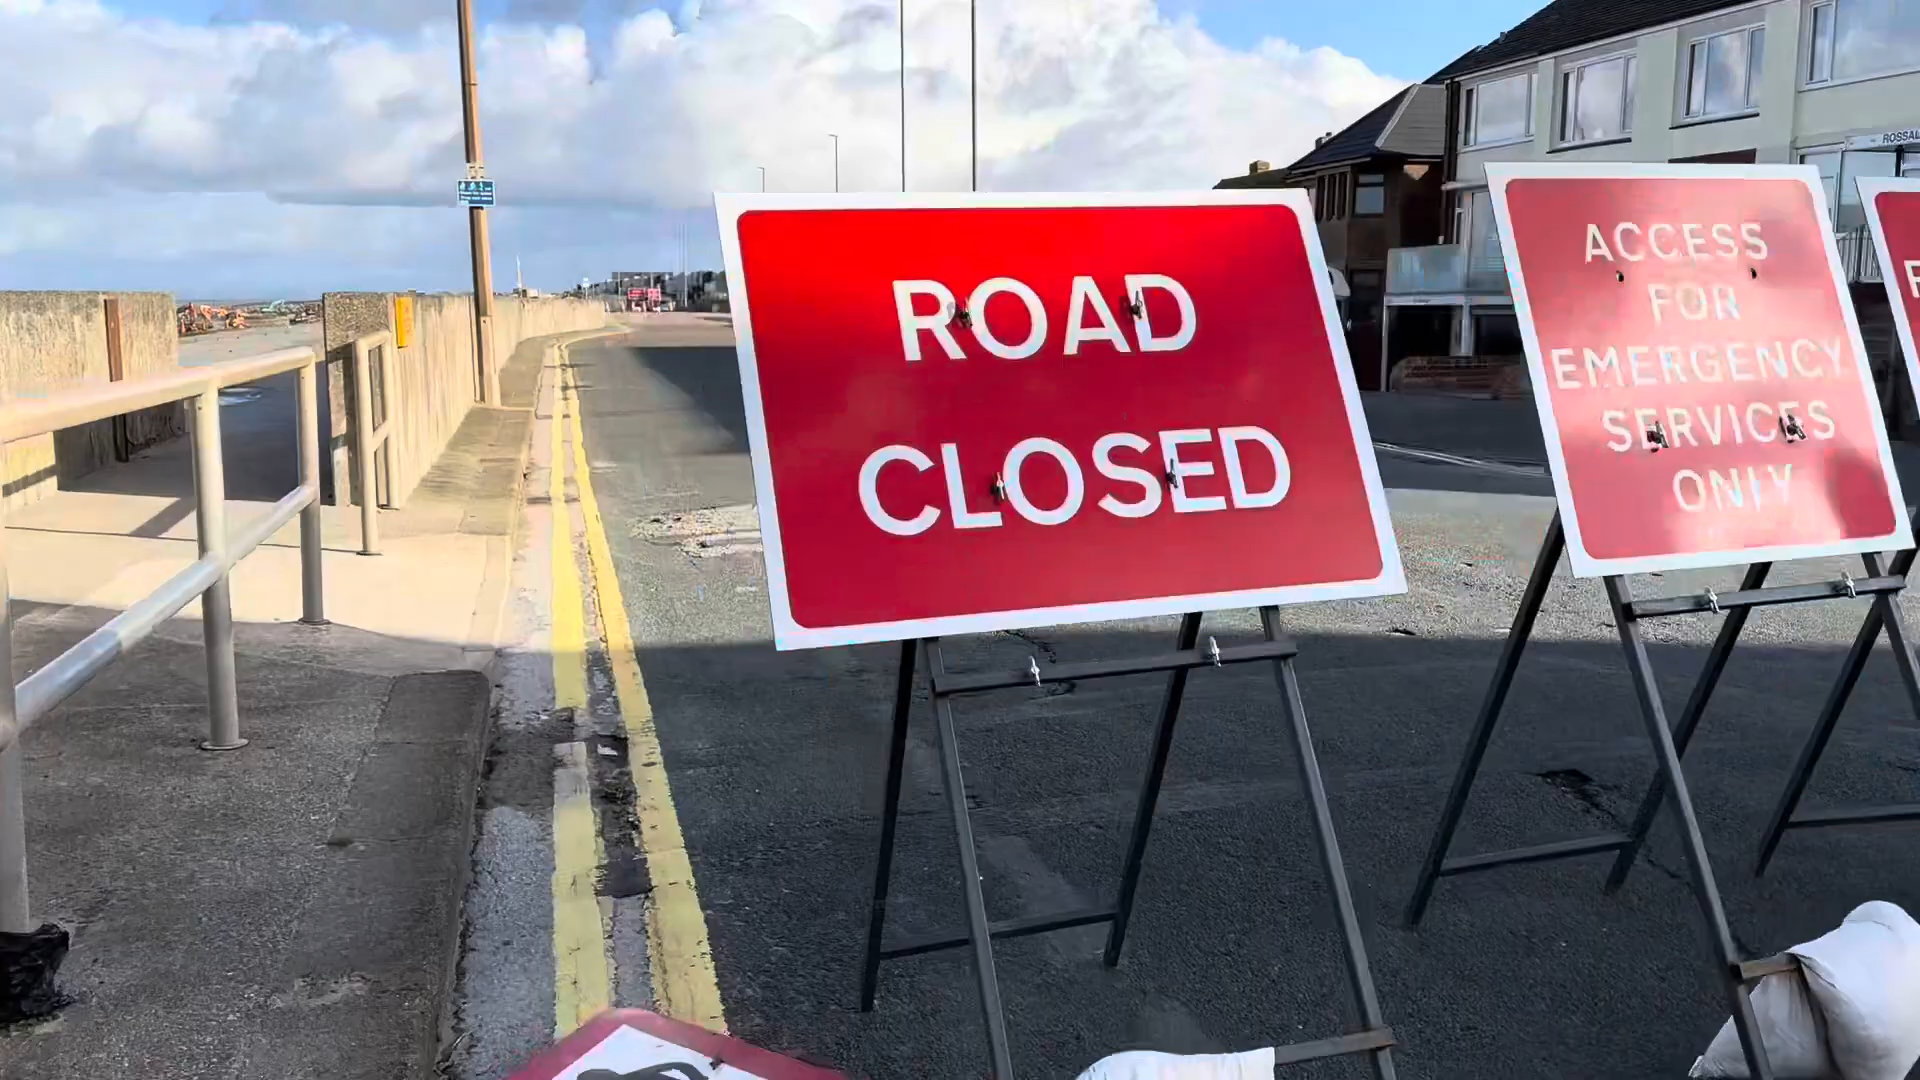 ROAD
CLOSED
ACCESS
FOR
EMERGENCY
SERVICES
ONLY